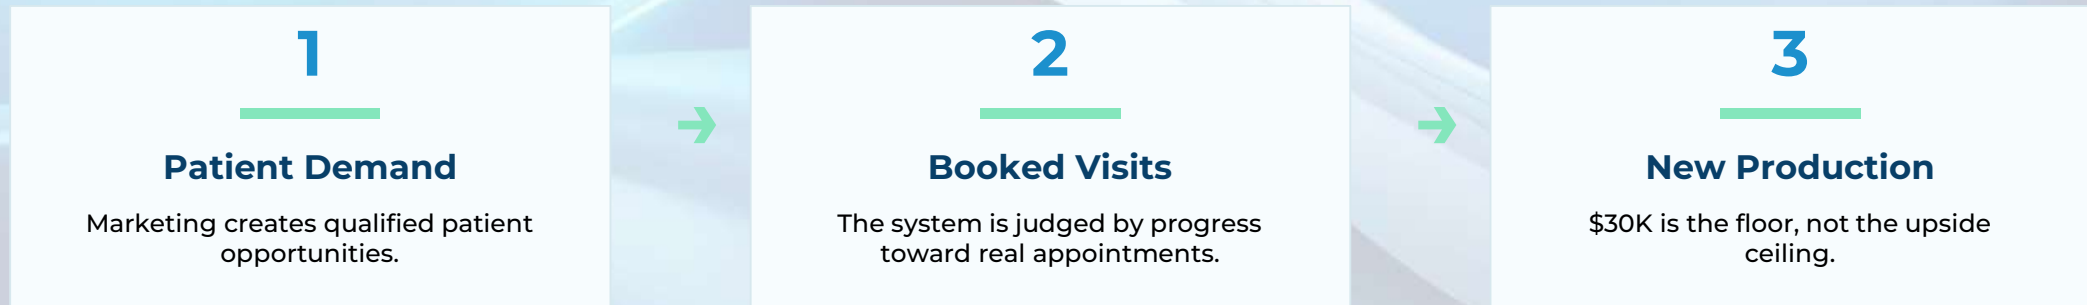 1
Patient Demand
Marketing creates qualified patient
opportunities.
2
Booked Visits
The system is judged by progress
toward real appointments.
3
New Production
$30K is the floor, not the upside
ceiling.